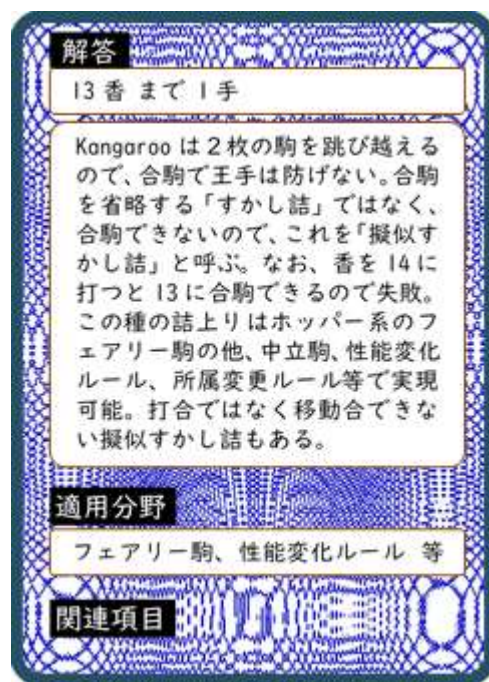 解答
13香 まで 1手
Kangaroo は2枚の駒を跳び越える
ので、合駒で王手は防げない。合駒
を省略する「すかし詰」ではなく、
合駒できないので、これを「擬似す
かし詰」と呼ぶ。なお、香を14に
打つと13に合駒できるので失敗。
この種の詰上りはホッパー系のフ
ェアリー駒の他、中立駒、性能変化
ルール、所属変更ルール等で実現
可能。打合ではなく移動合できな
い擬似すかし詰もある。
適用分野
フェアリー駒、性能変化ルール 等
関連項目